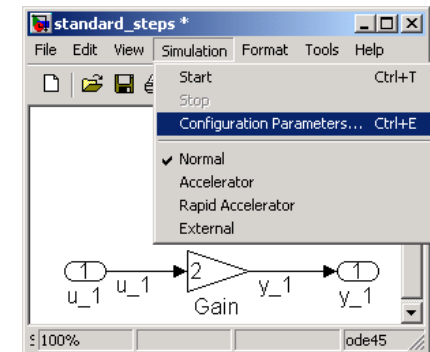 standard_steps *
File Edit View Simulation Format Tools Help
Start Ctrl+T
Stop
Configuration Parameters... Ctrl+E
Normal
Accelerator
Rapid Accelerator
External
1 2 1
u_1 u_1 Gain y_1 y_1
100% ode45